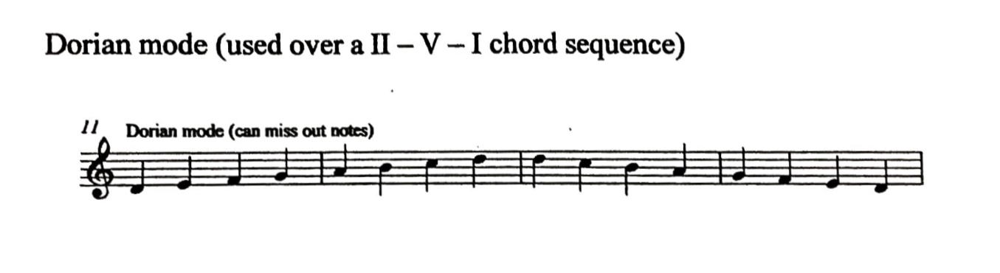 Dorian mode (used over a II – V – I chord sequence)
11 Dorian mode (can miss out notes)